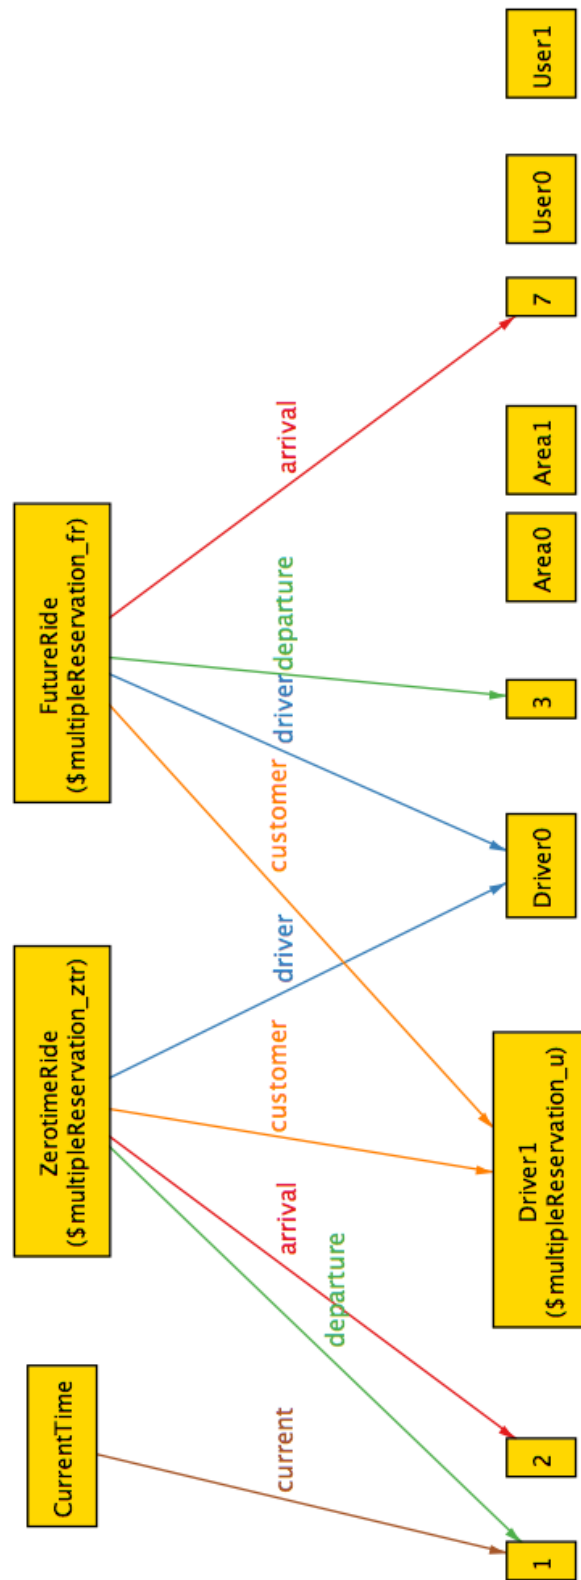 CurrentTime
ZerotimeRide
($multipleReservation_ztr)
FutureRide
($multipleReservation_fr)
current
departure
arrival
customer
driver
customer
driver
departure
arrival
1
2
Driver1
($multipleReservation_u)
Driver0
3
Area0
Area1
7
User0
User1